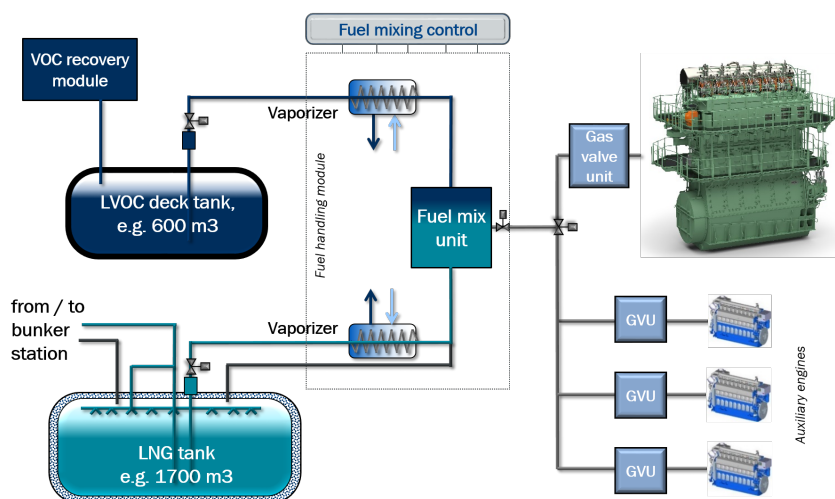 Fuel mixing control
VOC recovery
module
Vaporizer
LVOC deck tank,
e.g. 600 m3
Fuel handling module
Gas
valve
unit
Fuel mix
unit
from / to
bunker
station
Vaporizer
GVU
GVU
GVU
Auxiliary engines
LNG tank
e.g. 1700 m3